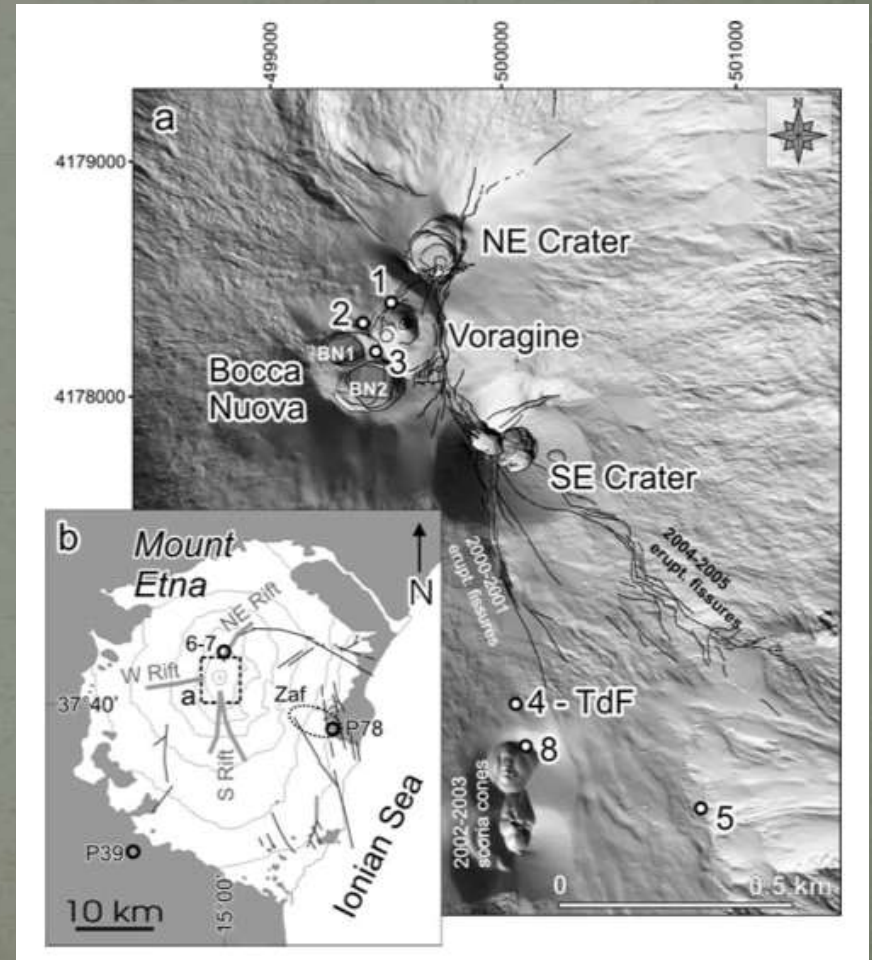 499000
500000
501000
a
N
4179000
NE Crater
1
2
Voragine
BN1
3
Bocca
Nuova
BN2
4178000
SE Crater
2000-2001
erupt. fissures
2004-2005
erupt. fissures
4 - TdF
8
2002-2003
scoria cones
5
0
0.5 km
b
Mount
Etna
N
NE Rift
6-7
W Rift
a
37°40'
Zaf
P78
S Rift
Ionian Sea
P39
15°00'
10 km